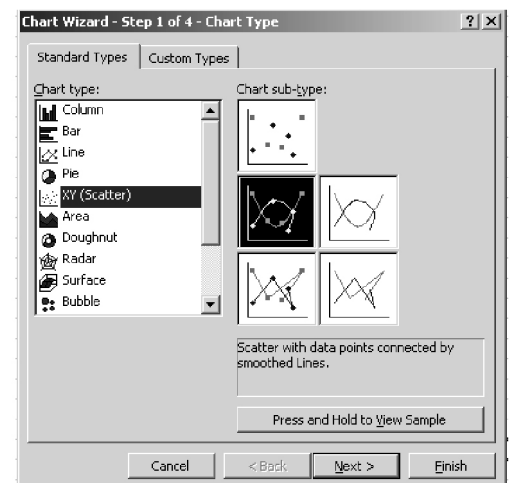 Chart Wizard - Step 1 of 4 - Chart Type
Standard Types Custom Types
Chart type:
Column
Bar
Line
Pie
XY (Scatter)
Area
Doughnut
Radar
Surface
Bubble
Chart sub-type:
Scatter with data points connected by
smoothed Lines.
Press and Hold to View Sample
Cancel < Back Next > Finish